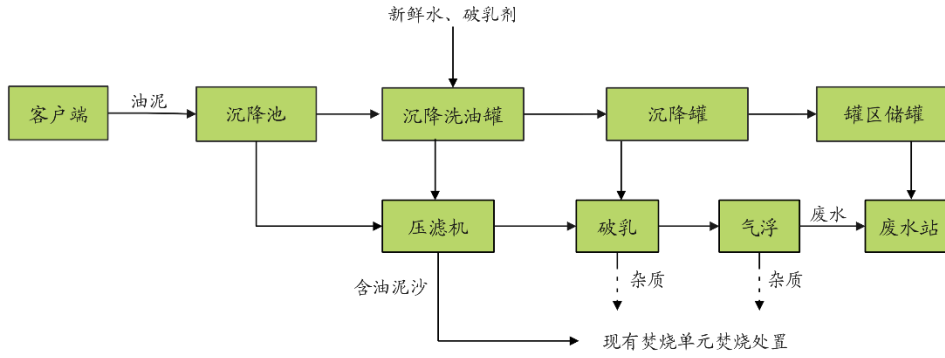 新鲜水、破乳剂
客户端
油泥
沉降池
沉降洗油罐
沉降罐
罐区储罐
压滤机
破乳
气浮
废水
废水站
含油泥沙
杂质
杂质
现有焚烧单元焚烧处置